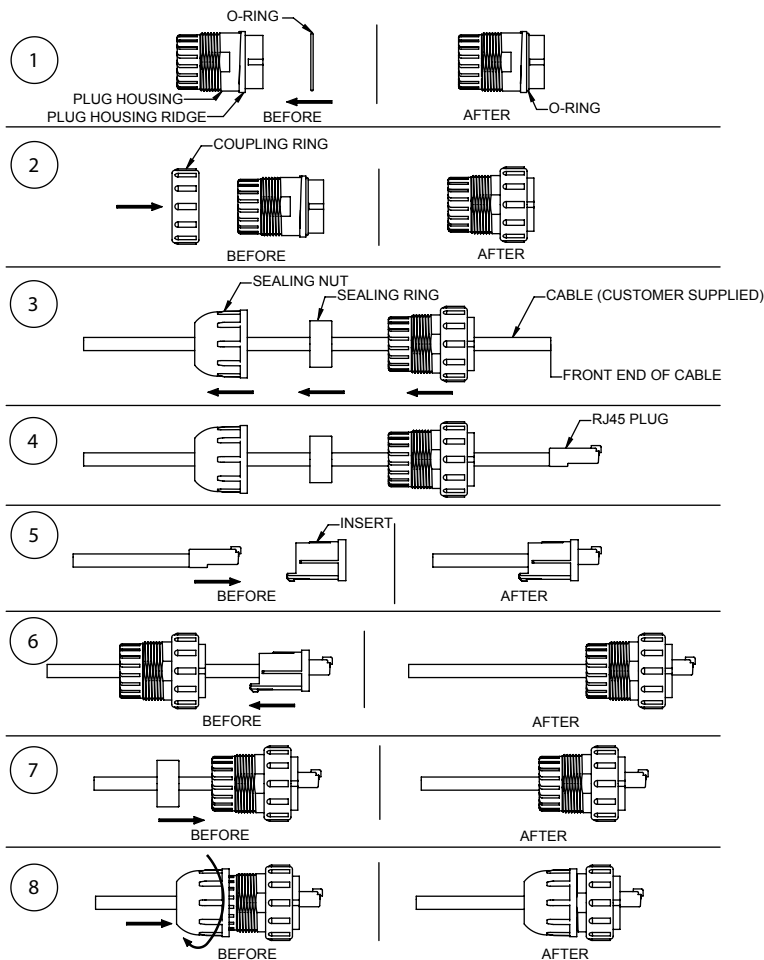 1
O-RING
PLUG HOUSING
PLUG HOUSING RIDGE
BEFORE
AFTER
O-RING
2
COUPLING RING
BEFORE
AFTER
3
SEALING NUT
SEALING RING
CABLE (CUSTOMER SUPPLIED)
FRONT END OF CABLE
4
RJ45 PLUG
5
INSERT
BEFORE
AFTER
6
BEFORE
AFTER
7
BEFORE
AFTER
8
BEFORE
AFTER